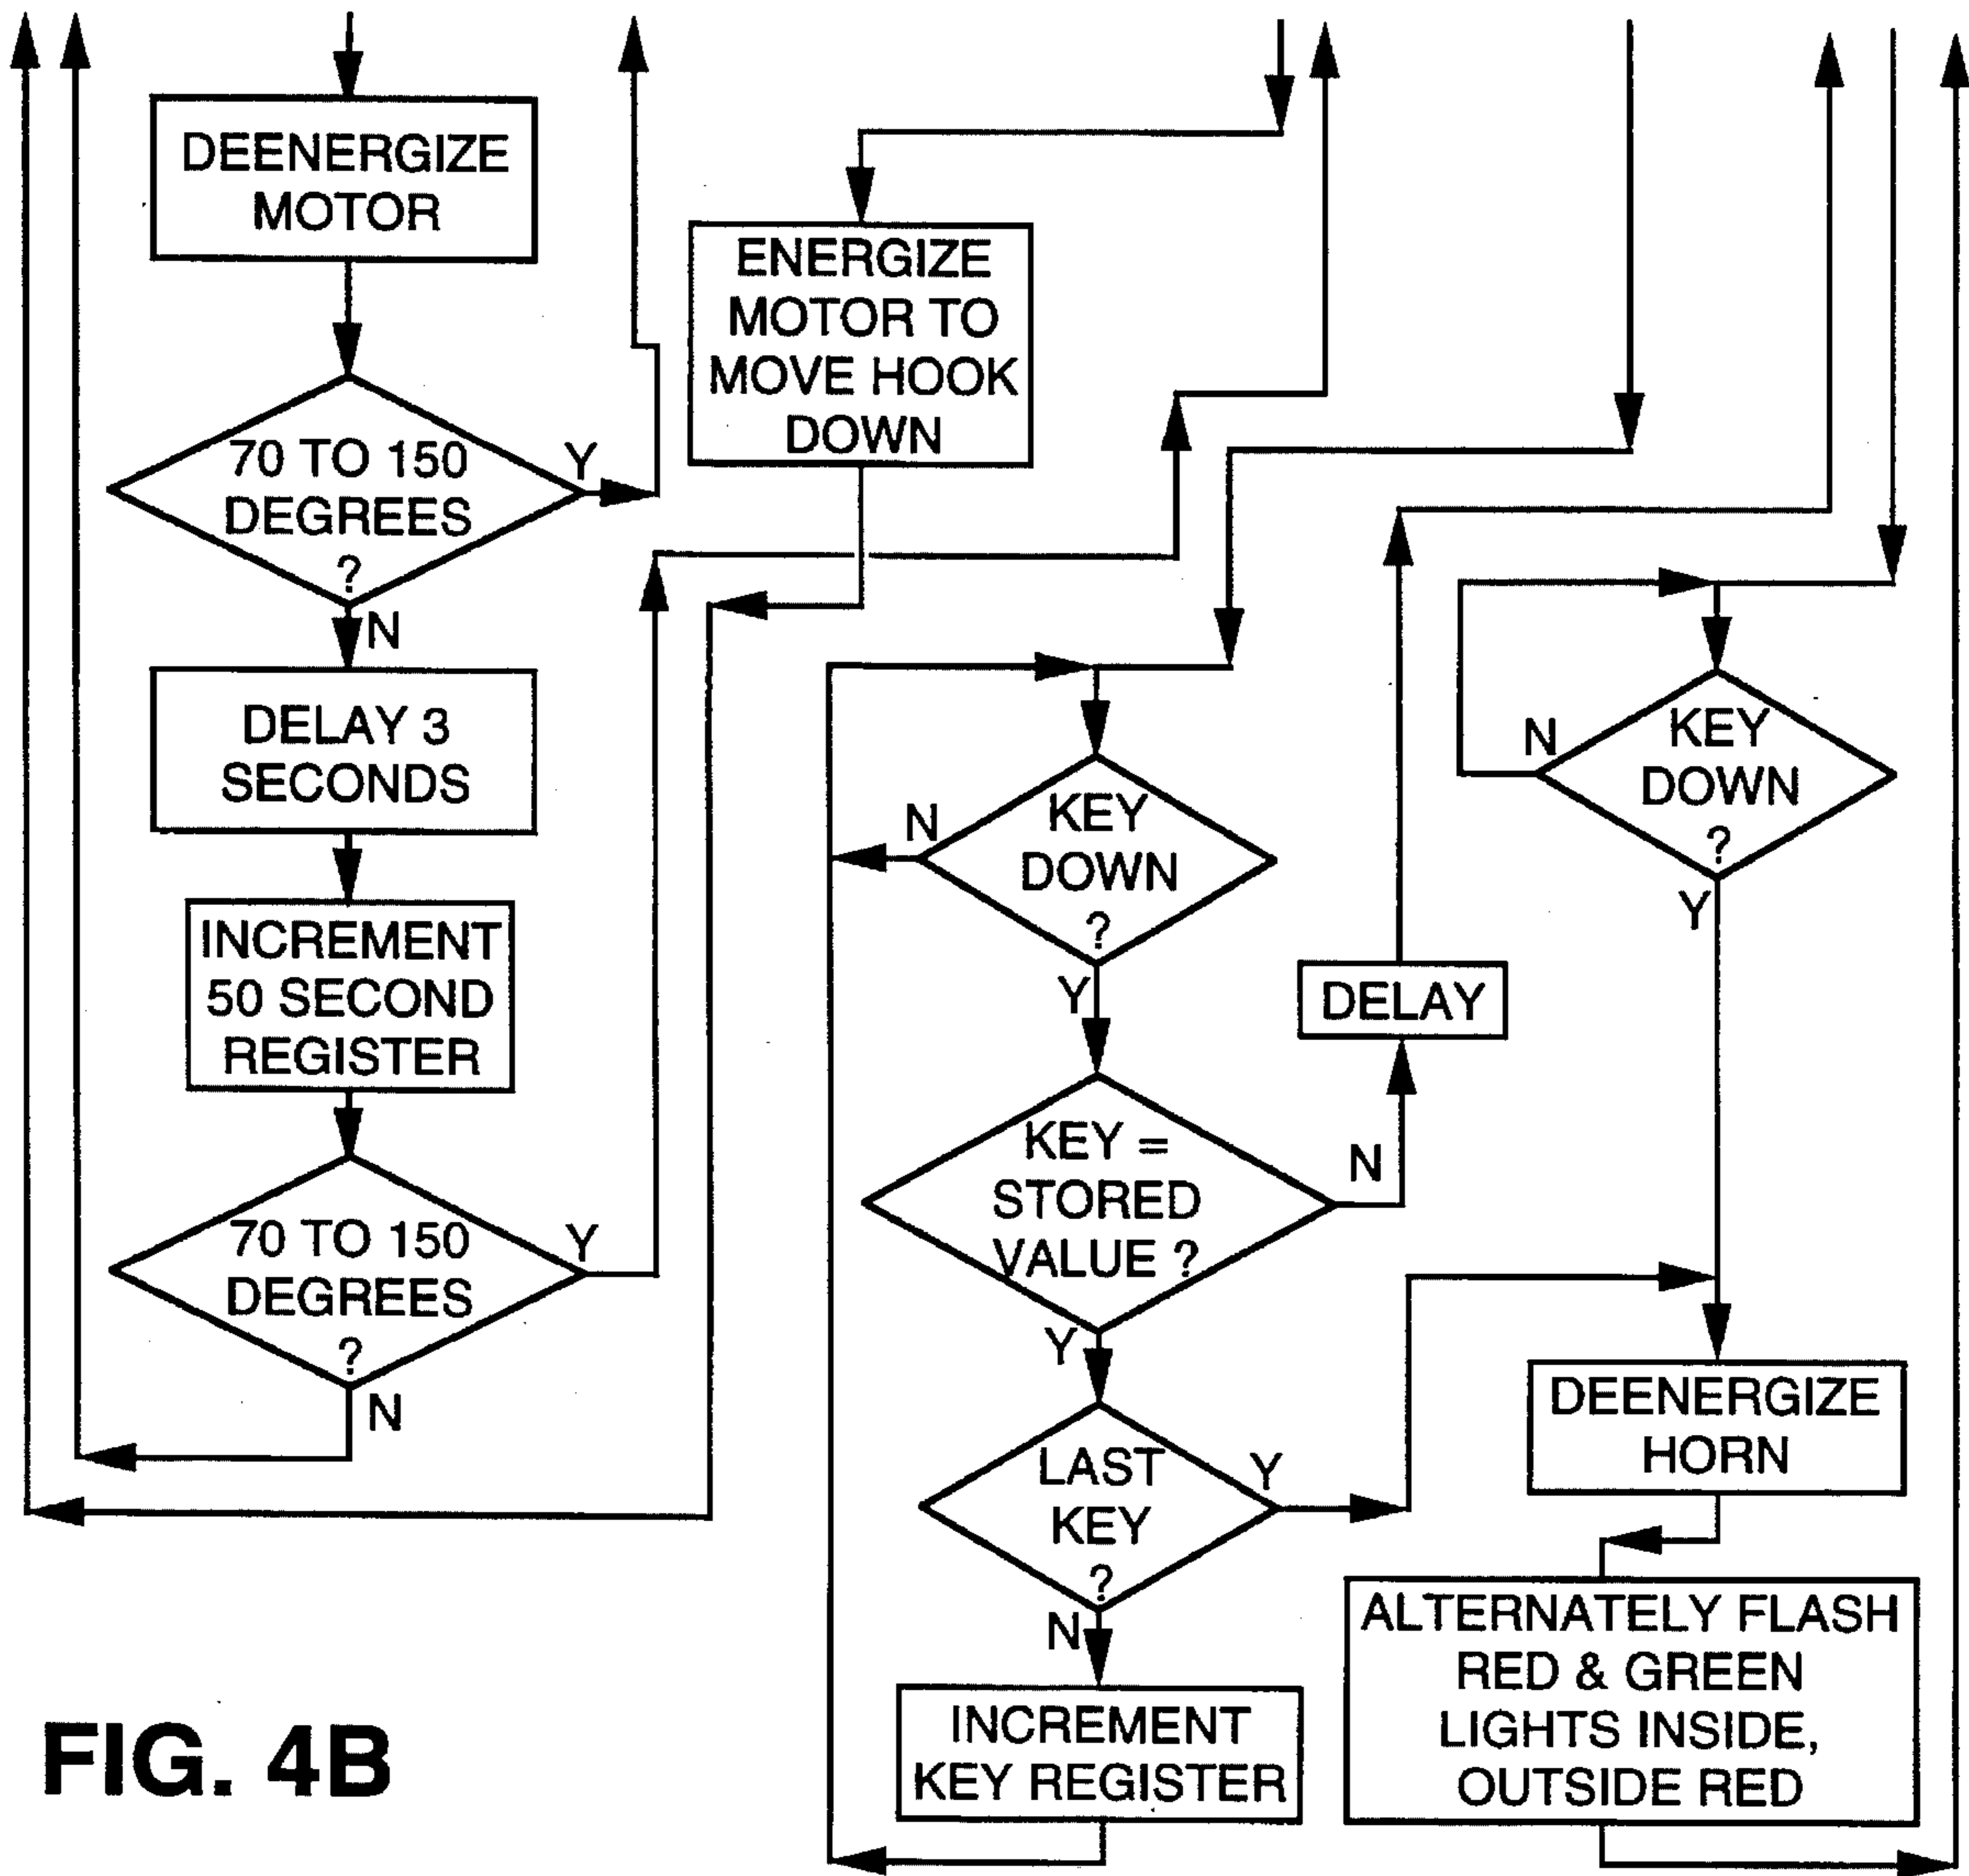 DEENERGIZE
MOTOR
70 TO 150
DEGREES
?
Y
N
DELAY 3
SECONDS
INCREMENT
50 SECOND
REGISTER
70 TO 150
DEGREES
?
Y
N
ENERGIZE
MOTOR TO
MOVE HOOK
DOWN
KEY
DOWN
?
N
Y
KEY =
STORED
VALUE ?
N
Y
DELAY
LAST
KEY
?
Y
N
INCREMENT
KEY REGISTER
KEY
DOWN
?
N
Y
DEENERGIZE
HORN
ALTERNATELY FLASH
RED & GREEN
LIGHTS INSIDE,
OUTSIDE RED
FIG. 4B